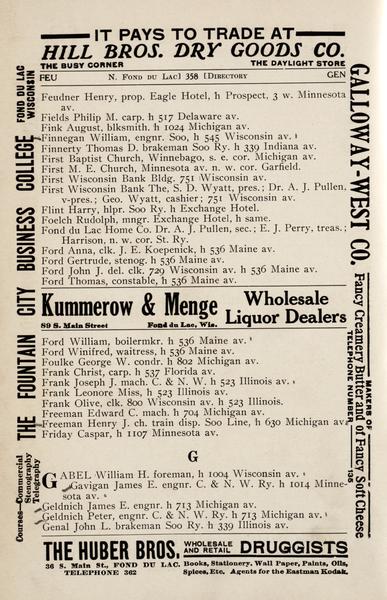 IT PAYS TO TRADE AT
HILL BROS. DRY GOODS CO.
THE BUSY CORNER THE DAYLIGHT STORE
FEU N. FOND DU LAC] 358 [DIRECTORY GEN
Feudner Henry, prop. Eagle Hotel, h Prospect, 3 w. Minnesota
av.
Fields Philip M. carp. h 517 Delaware av.
Fink August, blksmith. h 1024 Michigan av.
Finnegan William, engnr. Soo, h 545 Wisconsin av.
Finnerty Thomas D. brakeman Soo Ry. h 339 Indiana av.
First Baptist Church, Winnebago, s. e. cor. Michigan av.
First M. E. Church, Minnesota av. n. w. cor. Garfield.
First Wisconsin Bank Bldg. 751 Wisconsin av.
First Wisconsin Bank The, S. D. Wyatt, pres.; Dr. A. J. Pullen,
v-pres.; Geo. Wyatt, cashier; 751 Wisconsin av.
Flint Harry, hlpr. Soo Ry. h Exchange Hotel.
Foelch Rudolph, mngr. Exchange Hotel, h same.
Fond du Lac Home Co. Dr. A. J. Pullen, sec.; E. J. Perry, treas.;
Harrison, n. w. cor. St. Ry.
Ford Anna, clk. J. E. Koepenick, h 536 Maine av.
Ford Gertrude, stenog. h 536 Maine av.
Ford John J. del. clk. 729 Wisconsin av. h 536 Maine av.
Ford Thomas, constable, h 536 Maine av.
Kummerow & Menge Wholesale
Liquor Dealers
89 S. Main Street Fond du Lac, Wis.
Ford William, boilermkr. h 536 Maine av.
Ford Winifred, waitress, h 536 Maine av.
Foulke George W. condr. h 802 Michigan av.
Frank Christ, carp. h 537 Florida av.
Frank Joseph J. mach. C. & N. W. h 523 Illinois av.
Frank Leonore Miss, h 523 Illinois av.
Frank Olive, clk. 800 Wisconsin av. h 523 Illinois.
Freeman Edward C. mach. h 704 Michigan av.
Freeman Henry J. ch. train disp. Soo Line, h 630 Michigan av.
Friday Caspar, h 1107 Minnesota av.
G
GABEL William H. foreman, h 1004 Wisconsin av.
Gavigan James E. engnr. C. & N. W. Ry. h 1014 Minne-
sota av.
Geldnich James E. engnr. h 713 Michigan av.
Geldnich Peter, engnr. C. & N. W. Ry. h 713 Michigan av.
Genal John L. brakeman Soo Ry. h 339 Illinois av.
THE HUBER BROS. WHOLESALE AND RETAIL DRUGGISTS
36 S. Main St., FOND DU LAC. Books, Stationery, Wall Paper, Paints, Oils,
TELEPHONE 362 Spices, Etc. Agents for the Eastman Kodak.
THE FOUNTAIN CITY BUSINESS COLLEGE
FOND DU LAC
WISCONSIN
Courses—Commercial
Stenography
Telegraphy
GALLOWAY-WEST CO.
MAKERS OF
Fancy Creamery Butter and of Fancy Soft Cheese
TELEPHONE NUMBER 136